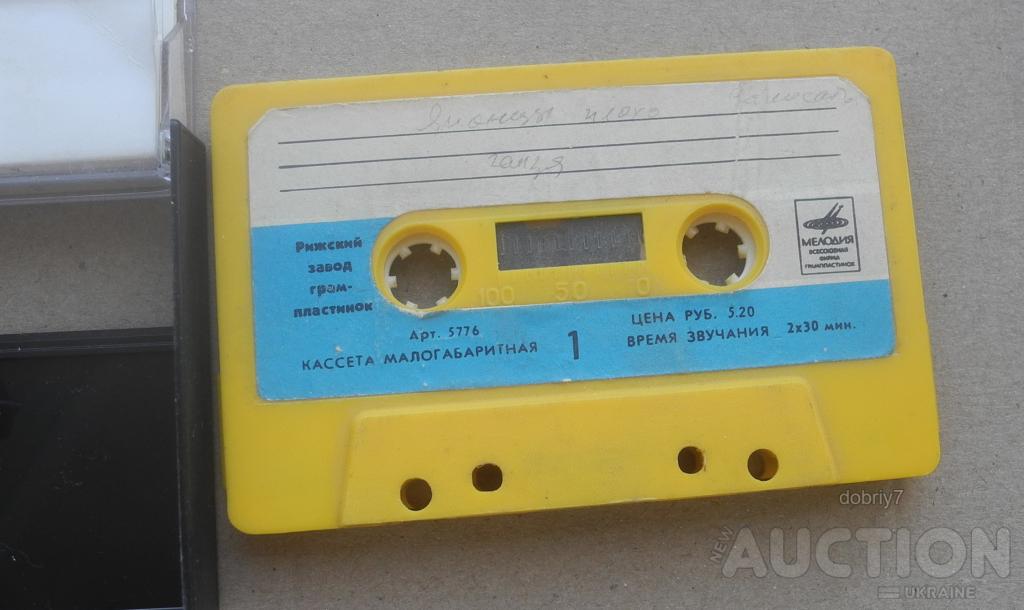 Рижский
завод
грам-
пластинок
МЕЛОДИЯ
ВСЕСОЮЗНАЯ
ФИРМА
ГРАМПЛАСТИНОК
100 50 0
Арт. 5776
КАССЕТА МАЛОГАБАРИТНАЯ
1
ЦЕНА РУБ. 5.20
ВРЕМЯ ЗВУЧАНИЯ 2х30 мин.
dobriy7
NEW
AUCTION
UKRAINE